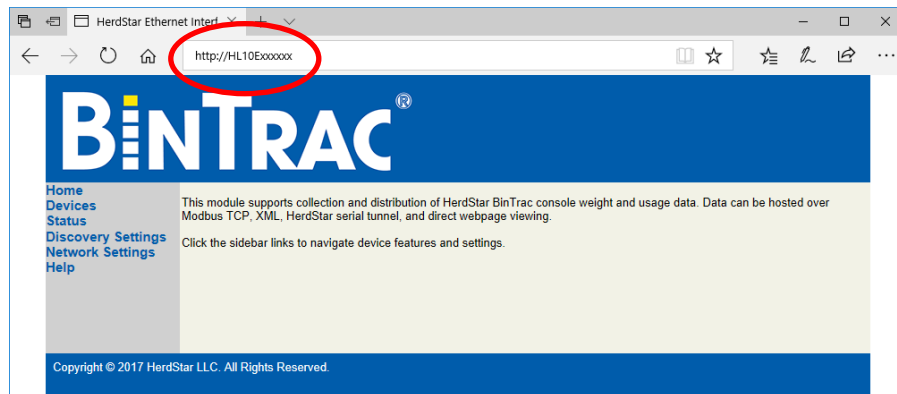 HerdStar Ethernet Interf
http://HL10Exxxxxx
BINTRAC®
Home
Devices
Status
Discovery Settings
Network Settings
Help
This module supports collection and distribution of HerdStar BinTrac console weight and usage data. Data can be hosted over
Modbus TCP, XML, HerdStar serial tunnel, and direct webpage viewing.
Click the sidebar links to navigate device features and settings.
Copyright © 2017 HerdStar LLC. All Rights Reserved.